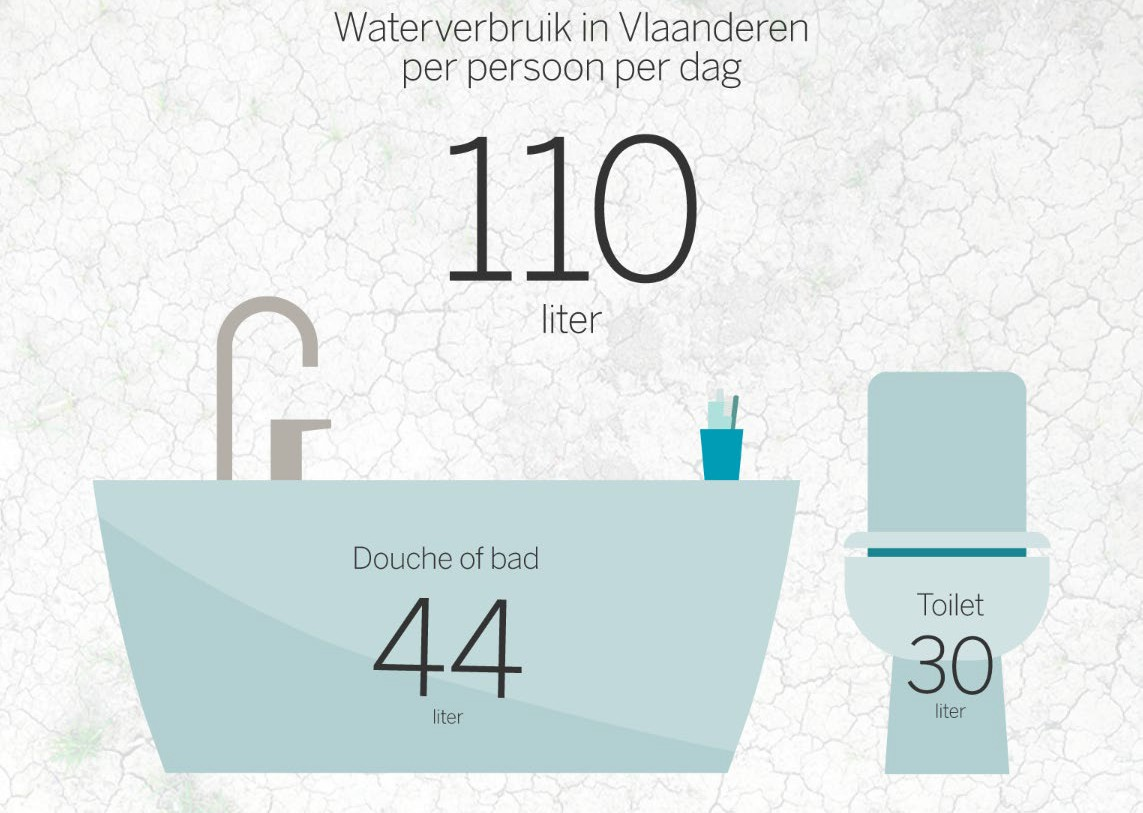 Waterverbruik in Vlaanderen
per persoon per dag
110
liter
Douche of bad
44
liter
Toilet
30
liter